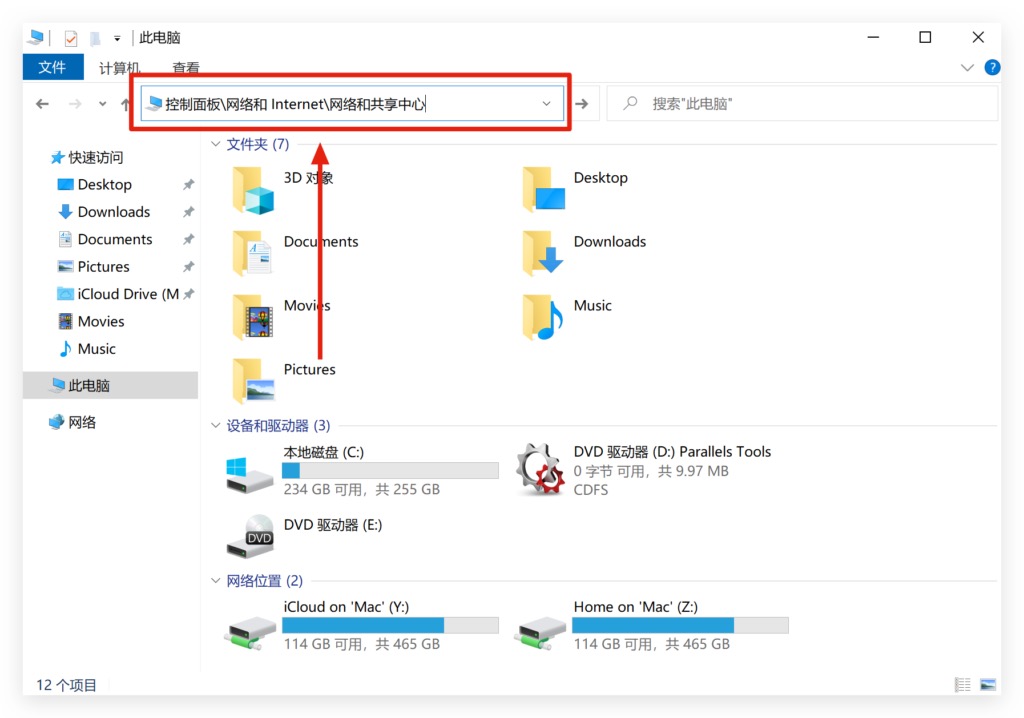 此电脑
文件 计算机 查看
控制面板\网络和 Internet\网络和共享中心
搜索"此电脑"
快速访问
Desktop
Downloads
Documents
Pictures
iCloud Drive (M
Movies
Music
此电脑
网络
文件夹 (7)
3D 对象
Desktop
Documents
Downloads
Movies
Music
Pictures
设备和驱动器 (3)
本地磁盘 (C:)
234 GB 可用，共 255 GB
DVD 驱动器 (D:) Parallels Tools
0 字节 可用，共 9.97 MB
CDFS
DVD
DVD 驱动器 (E:)
网络位置 (2)
iCloud on 'Mac' (Y:)
114 GB 可用，共 465 GB
Home on 'Mac' (Z:)
114 GB 可用，共 465 GB
12 个项目